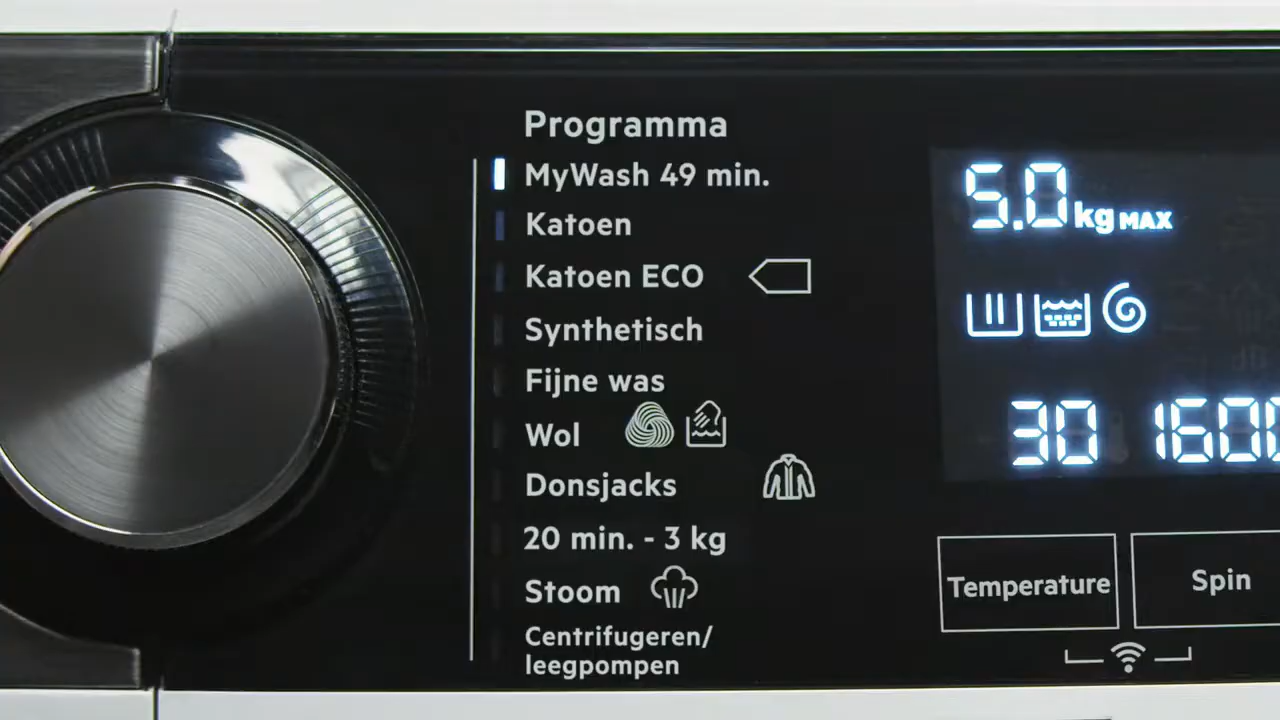 Programma
MyWash 49 min.
Katoen
Katoen ECO
Synthetisch
Fijne was
Wol
Donsjacks
20 min. - 3 kg
Stoom
Centrifugeren/
leegpompen
5.0 kg MAX
30 1600
Temperature
Spin